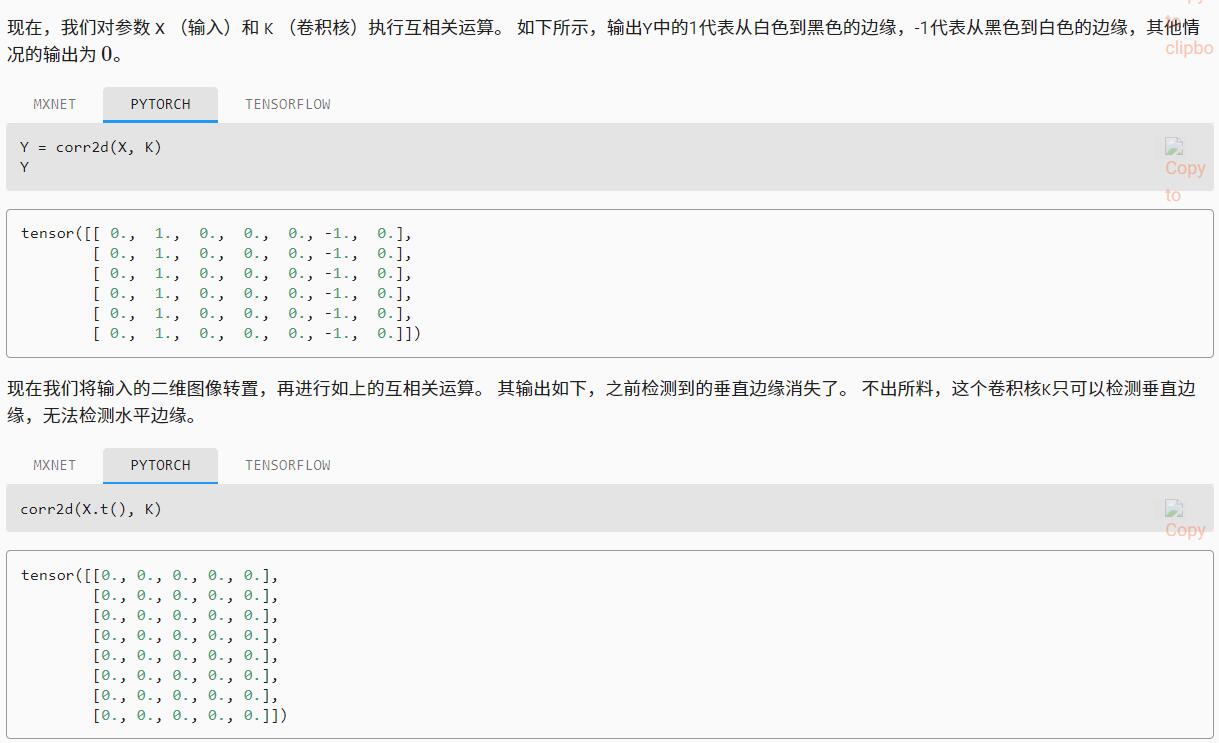 现在，我们对参数 X （输入）和 K （卷积核）执行互相关运算。 如下所示，输出Y中的1代表从白色到黑色的边缘，-1代表从黑色到白色的边缘，其他情
况的输出为 0。
to
clipbo
MXNET PYTORCH TENSORFLOW
Y = corr2d(X, K)
Y
Copy
to
tensor([[ 0.,  1.,  0.,  0.,  0., -1.,  0.],
        [ 0.,  1.,  0.,  0.,  0., -1.,  0.],
        [ 0.,  1.,  0.,  0.,  0., -1.,  0.],
        [ 0.,  1.,  0.,  0.,  0., -1.,  0.],
        [ 0.,  1.,  0.,  0.,  0., -1.,  0.],
        [ 0.,  1.,  0.,  0.,  0., -1.,  0.]])
现在我们将输入的二维图像转置，再进行如上的互相关运算。 其输出如下，之前检测到的垂直边缘消失了。 不出所料，这个卷积核K只可以检测垂直边
缘，无法检测水平边缘。
MXNET PYTORCH TENSORFLOW
corr2d(X.t(), K)
Copy
tensor([[0., 0., 0., 0., 0.],
        [0., 0., 0., 0., 0.],
        [0., 0., 0., 0., 0.],
        [0., 0., 0., 0., 0.],
        [0., 0., 0., 0., 0.],
        [0., 0., 0., 0., 0.],
        [0., 0., 0., 0., 0.],
        [0., 0., 0., 0., 0.]])